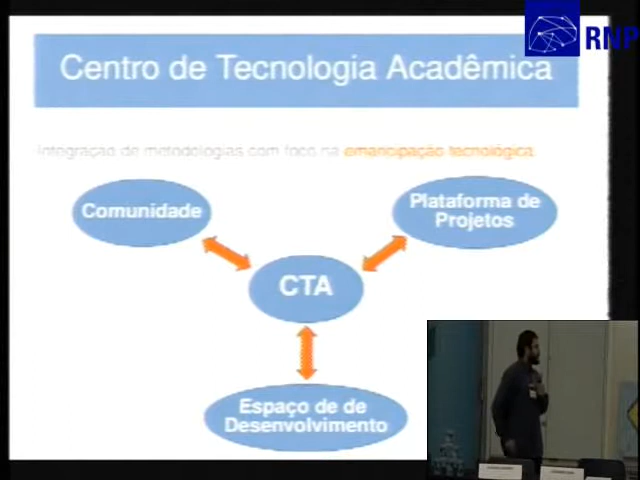 RNP
Centro de Tecnologia Acadêmica
Integração de metodologias com foco na emancipação tecnológica
Comunidade
Plataforma de
Projetos
CTA
Espaço de de
Desenvolvimento